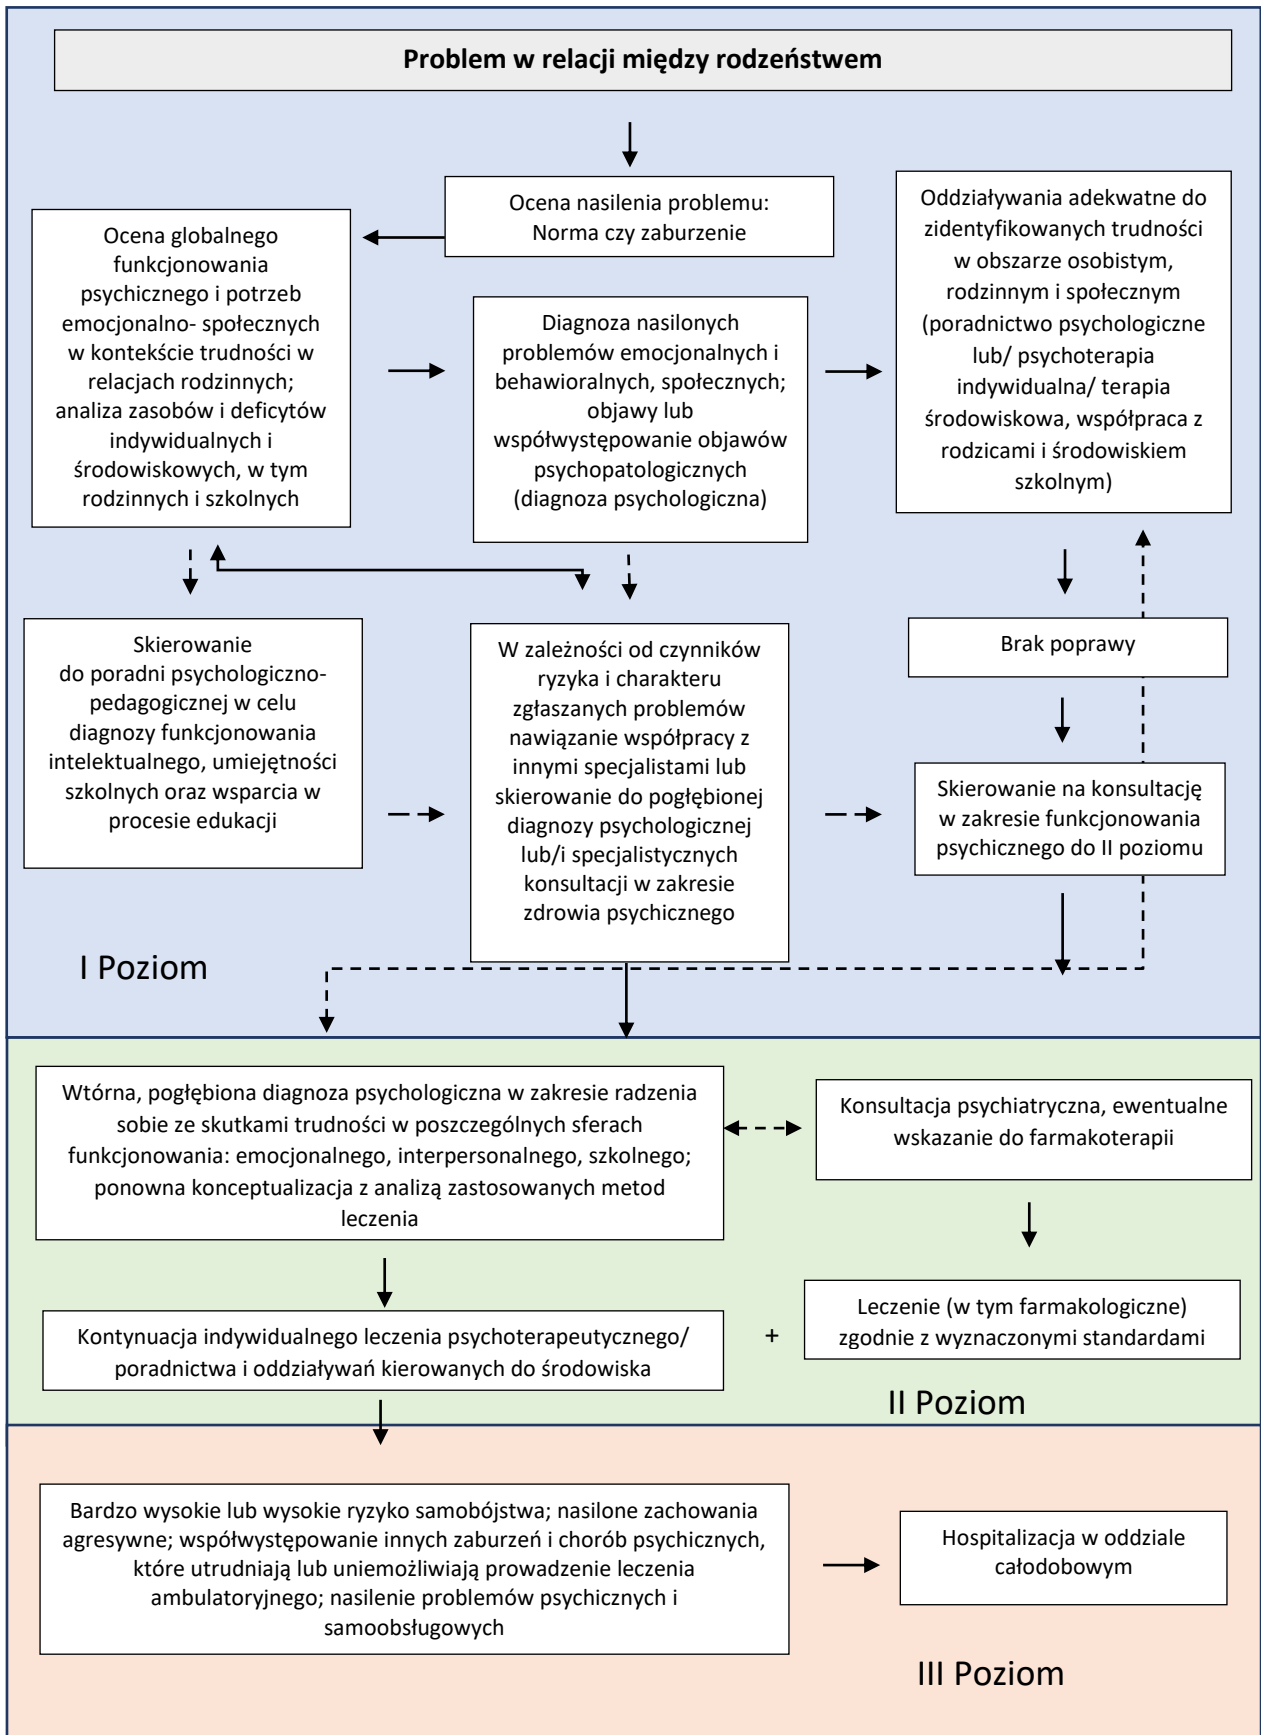 Problem w relacji między rodzeństwem
Ocena nasilenia problemu:
Norma czy zaburzenie
Ocena globalnego
funkcjonowania
psychicznego i potrzeb
emocjonalno- społecznych
w kontekście trudności w
relacjach rodzinnych;
analiza zasobów i deficytów
indywidualnych i
środowiskowych, w tym
rodzinnych i szkolnych
Diagnoza nasilonych
problemów emocjonalnych i
behawioralnych, społecznych;
objawy lub
współwystępowanie objawów
psychopatologicznych
(diagnoza psychologiczna)
Oddziaływania adekwatne do
zidentyfikowanych trudności
w obszarze osobistym,
rodzinnym i społecznym
(poradnictwo psychologiczne
lub/ psychoterapia
indywidualna/ terapia
środowiskowa, współpraca z
rodzicami i środowiskiem
szkolnym)
Skierowanie
do poradni psychologiczno-
pedagogicznej w celu
diagnozy funkcjonowania
intelektualnego, umiejętności
szkolnych oraz wsparcia w
procesie edukacji
W zależności od czynników
ryzyka i charakteru
zgłaszanych problemów
nawiązanie współpracy z
innymi specjalistami lub
skierowanie do pogłębionej
diagnozy psychologicznej
lub/i specjalistycznych
konsultacji w zakresie
zdrowia psychicznego
Brak poprawy
Skierowanie na konsultację
w zakresie funkcjonowania
psychicznego do II poziomu
I Poziom
Wtórna, pogłębiona diagnoza psychologiczna w zakresie radzenia
sobie ze skutkami trudności w poszczególnych sferach
funkcjonowania: emocjonalnego, interpersonalnego, szkolnego;
ponowna konceptualizacja z analizą zastosowanych metod
leczenia
Konsultacja psychiatryczna, ewentualne
wskazanie do farmakoterapii
Kontynuacja indywidualnego leczenia psychoterapeutycznego/
poradnictwa i oddziaływań kierowanych do środowiska
+
Leczenie (w tym farmakologiczne)
zgodnie z wyznaczonymi standardami
II Poziom
Bardzo wysokie lub wysokie ryzyko samobójstwa; nasilone zachowania
agresywne; współwystępowanie innych zaburzeń i chorób psychicznych,
które utrudniają lub uniemożliwiają prowadzenie leczenia
ambulatoryjnego; nasilenie problemów psychicznych i
samoobsługowych
Hospitalizacja w oddziale
całodobowym
III Poziom